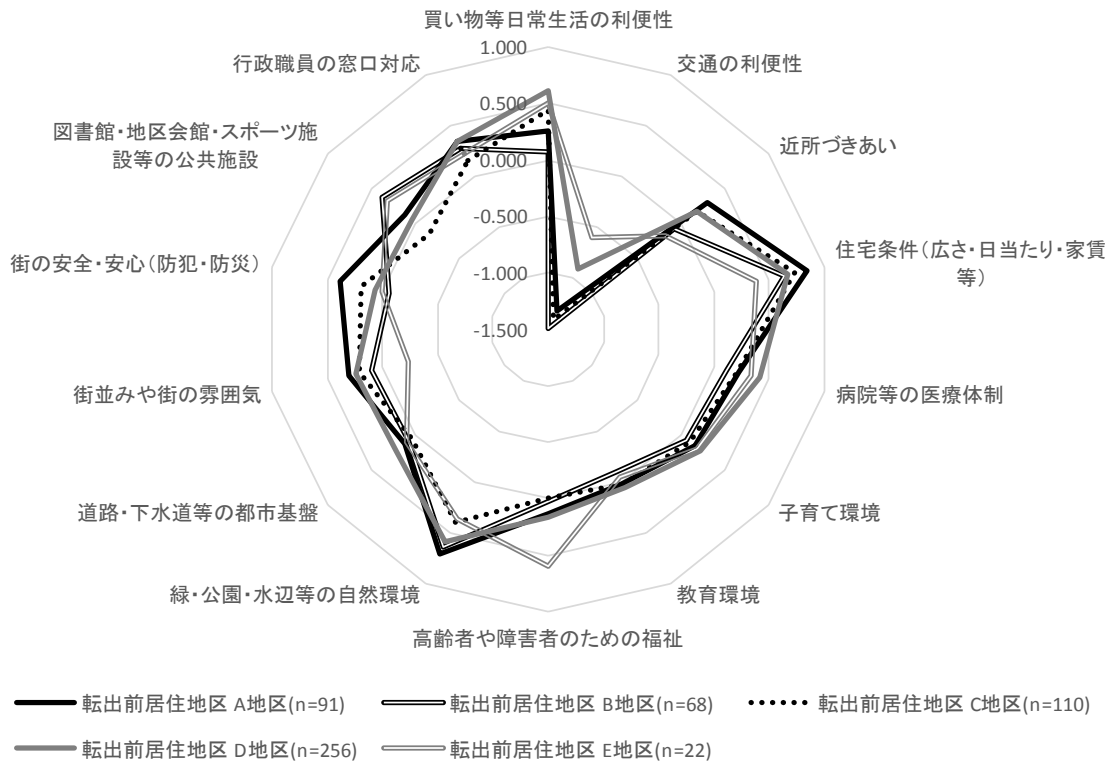 買い物等日常生活の利便性
1.000
行政職員の窓口対応
交通の利便性
0.500
図書館・地区会館・スポーツ施
設等の公共施設
近所づきあい
0.000
-0.500
街の安全・安心（防犯・防災）
住宅条件（広さ・日当たり・家賃
等）
-1.000
-1.500
街並みや街の雰囲気
病院等の医療体制
道路・下水道等の都市基盤
子育て環境
緑・公園・水辺等の自然環境
教育環境
高齢者や障害者のための福祉
転出前居住地区 A地区(n=91)
転出前居住地区 B地区(n=68)
転出前居住地区 C地区(n=110)
転出前居住地区 D地区(n=256)
転出前居住地区 E地区(n=22)